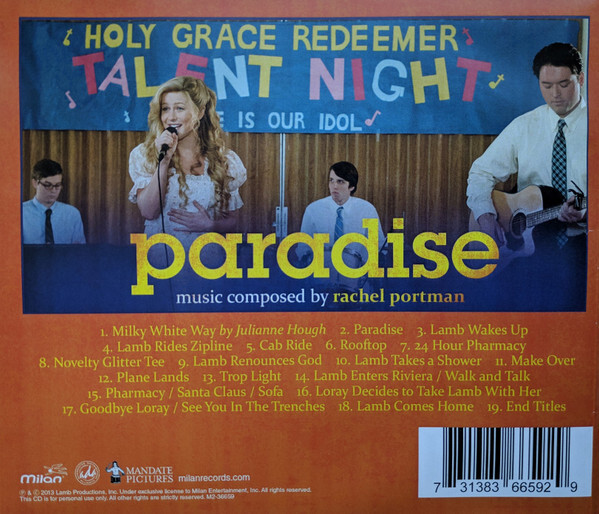 HOLY GRACE REDEEMER
TALENT NIGHT
E IS OUR IDOL
paradise
music composed by rachel portman
1. Milky White Way by Julianne Hough 2. Paradise 3. Lamb Wakes Up
4. Lamb Rides Zipline 5. Cab Ride 6. Rooftop 7. 24 Hour Pharmacy
8. Novelty Glitter Tee 9. Lamb Renounces God 10. Lamb Takes a Shower 11. Make Over
12. Plane Lands 13. Trop Light 14. Lamb Enters Riviera / Walk and Talk
15. Pharmacy / Santa Claus / Sofa 16. Loray Decides to Take Lamb With Her
17. Goodbye Loray / See You In The Trenches 18. Lamb Comes Home 19. End Titles
milan MANDATE PICTURES milanrecords.com
℗ & © 2013 Lamb Productions, Inc. Under exclusive license to Milan Entertainment, Inc. All rights reserved.
This CD is for personal use only. All other rights strictly reserved. M2-36659
7 31383 66592 9